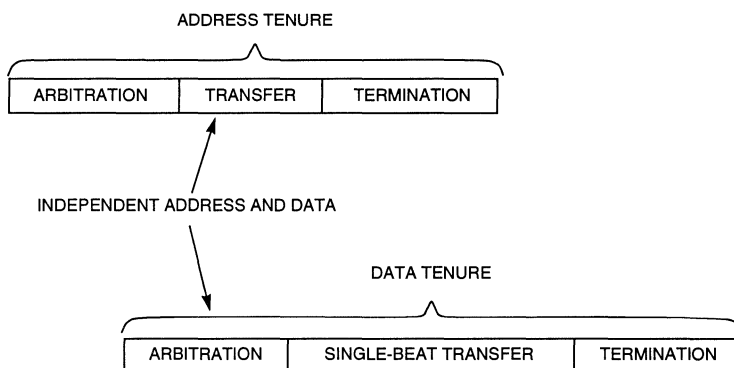 ADDRESS TENURE
ARBITRATION TRANSFER TERMINATION
INDEPENDENT ADDRESS AND DATA
DATA TENURE
ARBITRATION SINGLE-BEAT TRANSFER TERMINATION